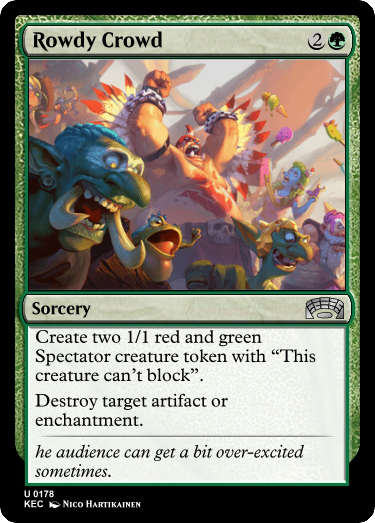 Rowdy Crowd 2
Sorcery
Create two 1/1 red and green
Spectator creature token with “This
creature can’t block”.
Destroy target artifact or
enchantment.
he audience can get a bit over-excited
sometimes.
U 0178
KEC Nico Hartikainen